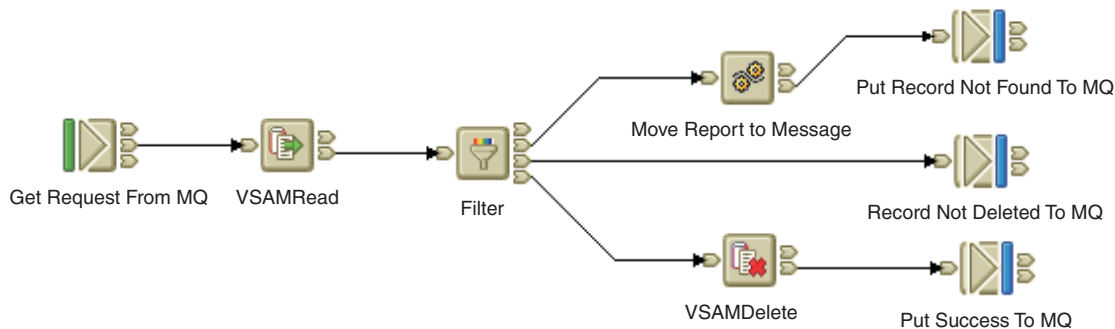 Put Record Not Found To MQ
Move Report to Message
Get Request From MQ
VSAMRead
Filter
Record Not Deleted To MQ
VSAMDelete
Put Success To MQ